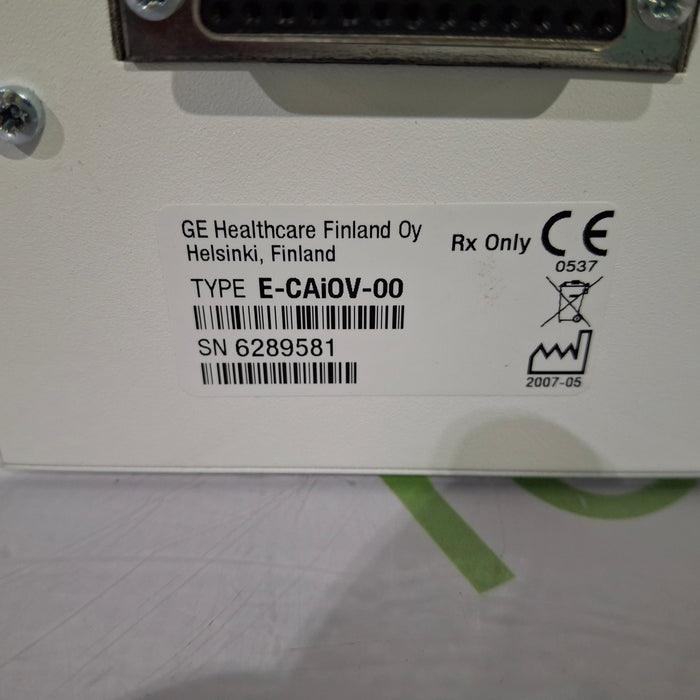 GE Healthcare Finland Oy
Helsinki, Finland
Rx Only
CE
0537
TYPE E-CAiOV-00
SN 6289581
2007-05